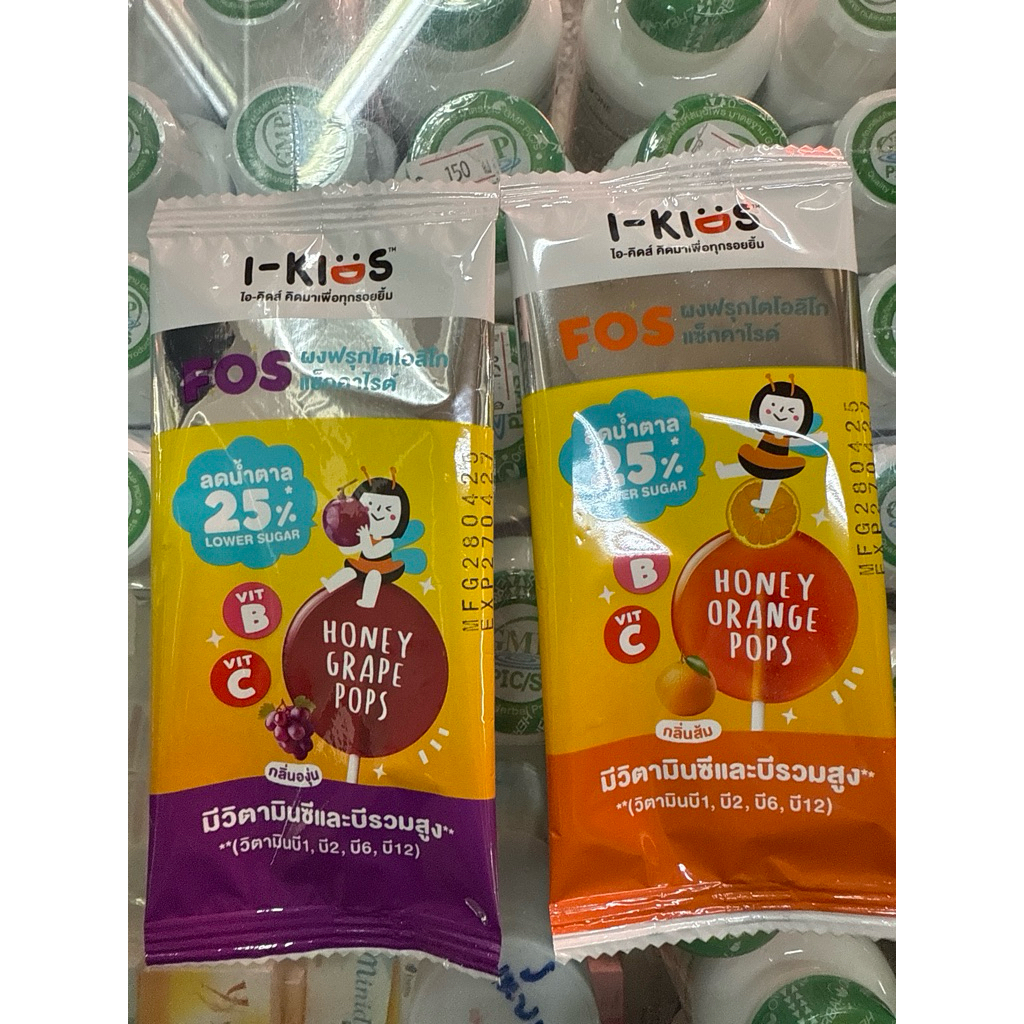 150
GMP
I-KIDS™
ไอ-คิดส์ คิดมาเพื่อทุกรอยยิ้ม
FOS ผงฟรุกโตโอลิโก
แซ็กคาไรด์
ลดน้ำตาล
25%*
LOWER SUGAR
VIT
B
VIT
C
HONEY
GRAPE
POPS
กลิ่นองุ่น
มีวิตามินซีและบีรวมสูง**
**(วิตามินบี1, บี2, บี6, บี12)
MFG280425
EXP270427
I-KIDS™
ไอ-คิดส์ คิดมาเพื่อทุกรอยยิ้ม
FOS ผงฟรุกโตโอลิโก
แซ็กคาไรด์
ลดน้ำตาล
25%*
LOWER SUGAR
B
VIT
C
HONEY
ORANGE
POPS
กลิ่นส้ม
มีวิตามินซีและบีรวมสูง**
**(วิตามินบี1, บี2, บี6, บี12)
MFG280425
EXP270427